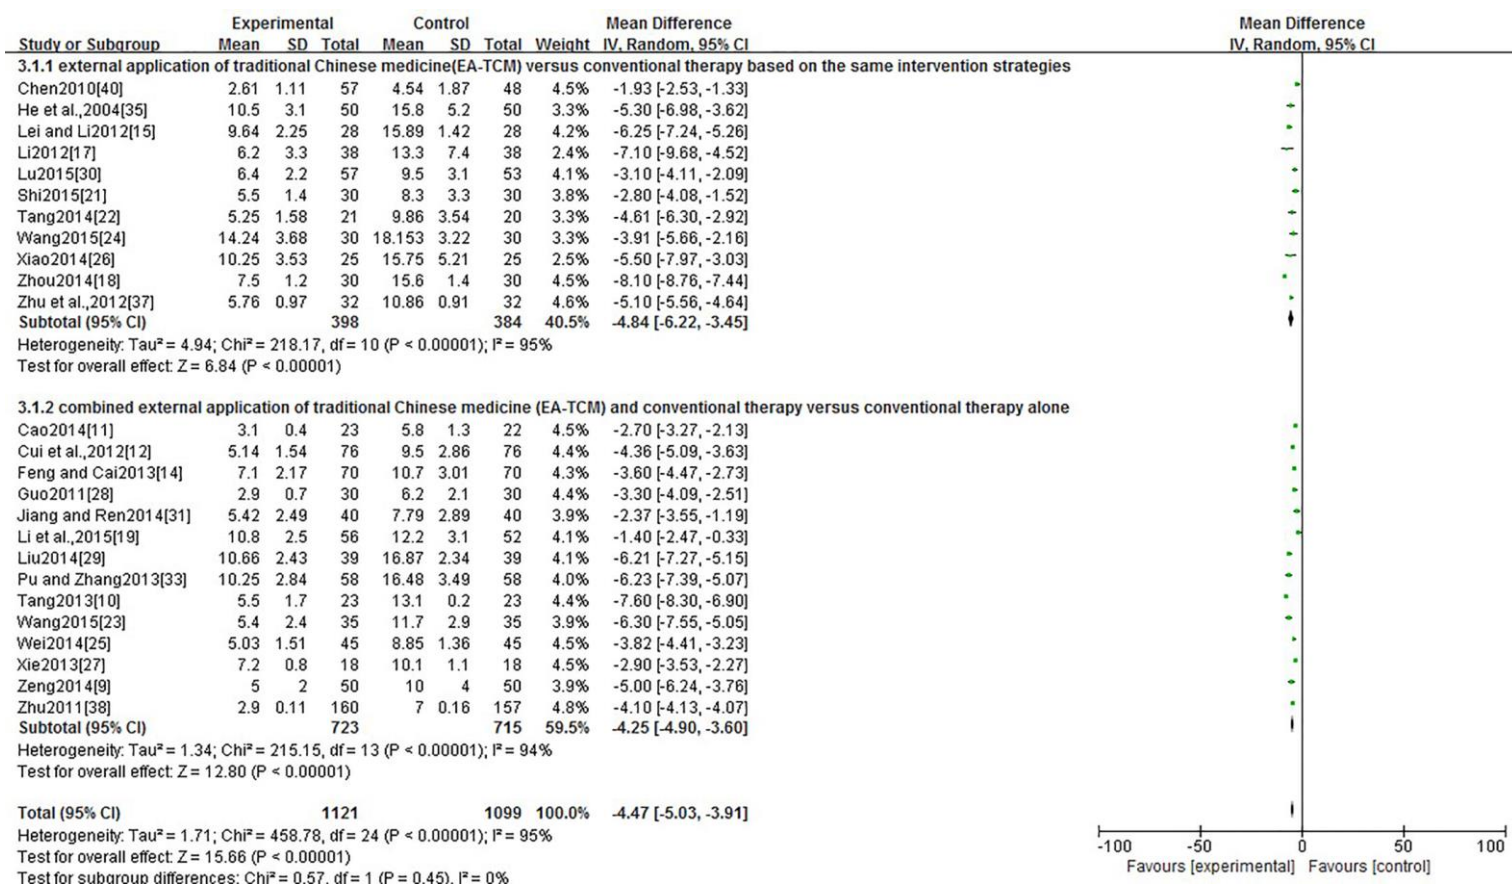 Experimental Control Mean Difference Mean Difference
Study or Subgroup Mean SD Total Mean SD Total Weight IV, Random, 95% CI IV, Random, 95% CI
3.1.1 external application of traditional Chinese medicine(EA-TCM) versus conventional therapy based on the same intervention strategies
Chen2010[40] 2.61 1.11 57 4.54 1.87 48 4.5% -1.93 [-2.53, -1.33]
He et al.,2004[35] 10.5 3.1 50 15.8 5.2 50 3.3% -5.30 [-6.98, -3.62]
Lei and Li2012[15] 9.64 2.25 28 15.89 1.42 28 4.2% -6.25 [-7.24, -5.26]
Li2012[17] 6.2 3.3 38 13.3 7.4 38 2.4% -7.10 [-9.68, -4.52]
Lu2015[30] 6.4 2.2 57 9.5 3.1 53 4.1% -3.10 [-4.11, -2.09]
Shi2015[21] 5.5 1.4 30 8.3 3.3 30 3.8% -2.80 [-4.08, -1.52]
Tang2014[22] 5.25 1.58 21 9.86 3.54 20 3.3% -4.61 [-6.30, -2.92]
Wang2015[24] 14.24 3.68 30 18.153 3.22 30 3.3% -3.91 [-5.66, -2.16]
Xiao2014[26] 10.25 3.53 25 15.75 5.21 25 2.5% -5.50 [-7.97, -3.03]
Zhou2014[18] 7.5 1.2 30 15.6 1.4 30 4.5% -8.10 [-8.76, -7.44]
Zhu et al.,2012[37] 5.76 0.97 32 10.86 0.91 32 4.6% -5.10 [-5.56, -4.64]
Subtotal (95% CI) 398 384 40.5% -4.84 [-6.22, -3.45]
Heterogeneity: Tau² = 4.94; Chi² = 218.17, df = 10 (P < 0.00001); I² = 95%
Test for overall effect: Z = 6.84 (P < 0.00001)
3.1.2 combined external application of traditional Chinese medicine (EA-TCM) and conventional therapy versus conventional therapy alone
Cao2014[11] 3.1 0.4 23 5.8 1.3 22 4.5% -2.70 [-3.27, -2.13]
Cui et al.,2012[12] 5.14 1.54 76 9.5 2.86 76 4.4% -4.36 [-5.09, -3.63]
Feng and Cai2013[14] 7.1 2.17 70 10.7 3.01 70 4.3% -3.60 [-4.47, -2.73]
Guo2011[28] 2.9 0.7 30 6.2 2.1 30 4.4% -3.30 [-4.09, -2.51]
Jiang and Ren2014[31] 5.42 2.49 40 7.79 2.89 40 3.9% -2.37 [-3.55, -1.19]
Li et al.,2015[19] 10.8 2.5 56 12.2 3.1 52 4.1% -1.40 [-2.47, -0.33]
Liu2014[29] 10.66 2.43 39 16.87 2.34 39 4.1% -6.21 [-7.27, -5.15]
Pu and Zhang2013[33] 10.25 2.84 58 16.48 3.49 58 4.0% -6.23 [-7.39, -5.07]
Tang2013[10] 5.5 1.7 23 13.1 0.2 23 4.4% -7.60 [-8.30, -6.90]
Wang2015[23] 5.4 2.4 35 11.7 2.9 35 3.9% -6.30 [-7.55, -5.05]
Wei2014[25] 5.03 1.51 45 8.85 1.36 45 4.5% -3.82 [-4.41, -3.23]
Xie2013[27] 7.2 0.8 18 10.1 1.1 18 4.5% -2.90 [-3.53, -2.27]
Zeng2014[9] 5 2 50 10 4 50 3.9% -5.00 [-6.24, -3.76]
Zhu2011[38] 2.9 0.11 160 7 0.16 157 4.8% -4.10 [-4.13, -4.07]
Subtotal (95% CI) 723 715 59.5% -4.25 [-4.90, -3.60]
Heterogeneity: Tau² = 1.34; Chi² = 215.15, df = 13 (P < 0.00001); I² = 94%
Test for overall effect: Z = 12.80 (P < 0.00001)
Total (95% CI) 1121 1099 100.0% -4.47 [-5.03, -3.91]
Heterogeneity: Tau² = 1.71; Chi² = 458.78, df = 24 (P < 0.00001); I² = 95%
-100 -50 0 50 100
Test for overall effect: Z = 15.66 (P < 0.00001)
Favours [experimental] Favours [control]
Test for subgroup differences: Chi² = 0.57, df = 1 (P = 0.45), I² = 0%